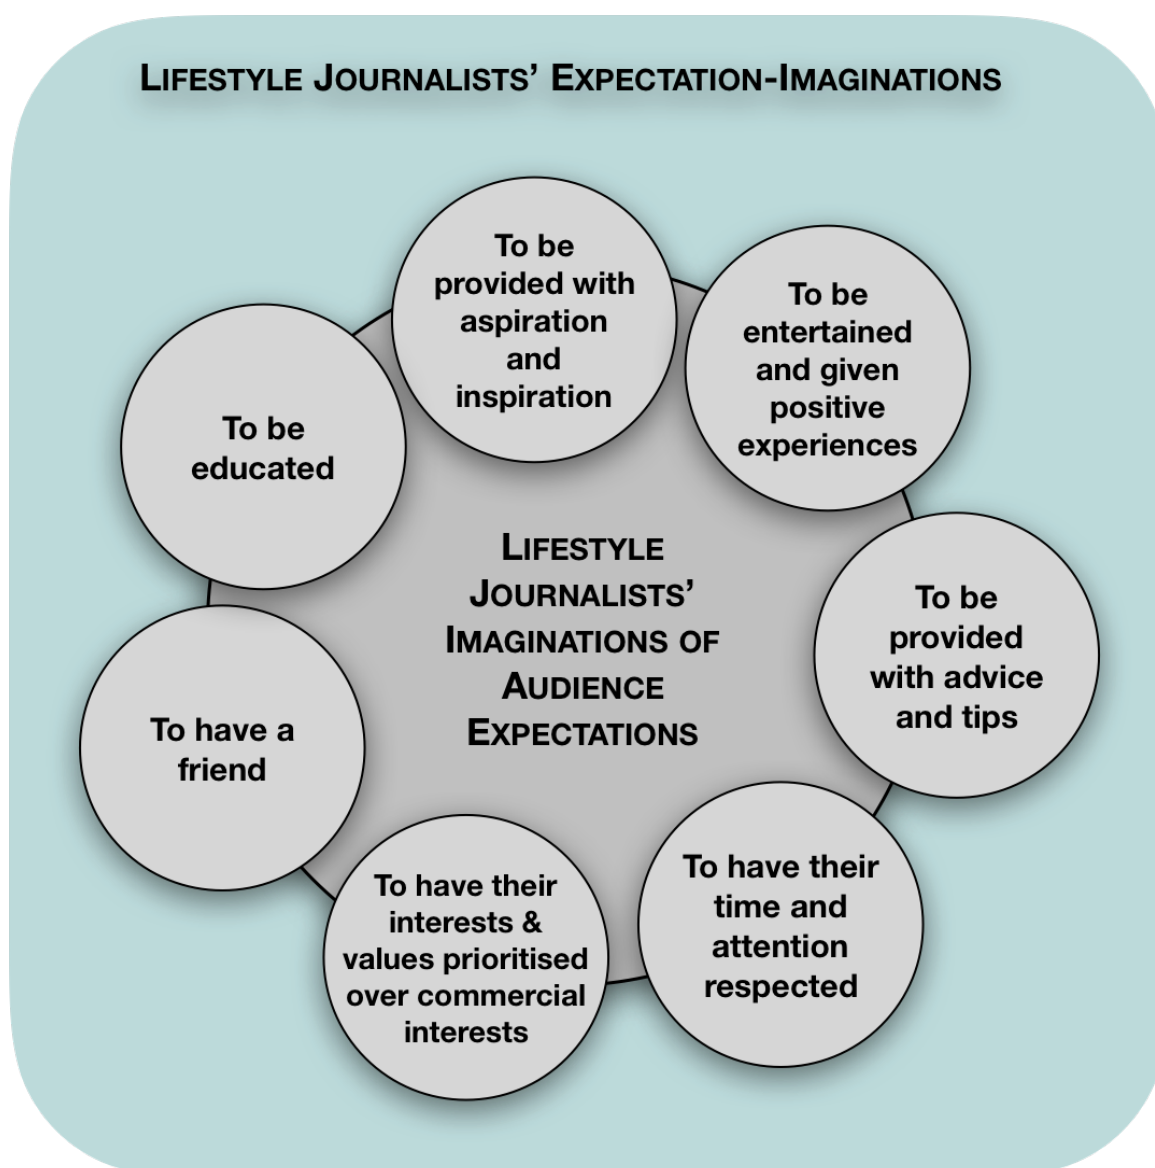 LIFESTYLE JOURNALISTS’ EXPECTATION-IMAGINATIONS
To be
provided with
aspiration
and
inspiration
To be
entertained
and given
positive
experiences
To be
provided
with advice
and tips
To have their
time and
attention
respected
To have their
interests &
values prioritised
over commercial
interests
To have a
friend
To be
educated
LIFESTYLE
JOURNALISTS’
IMAGINATIONS OF
AUDIENCE
EXPECTATIONS